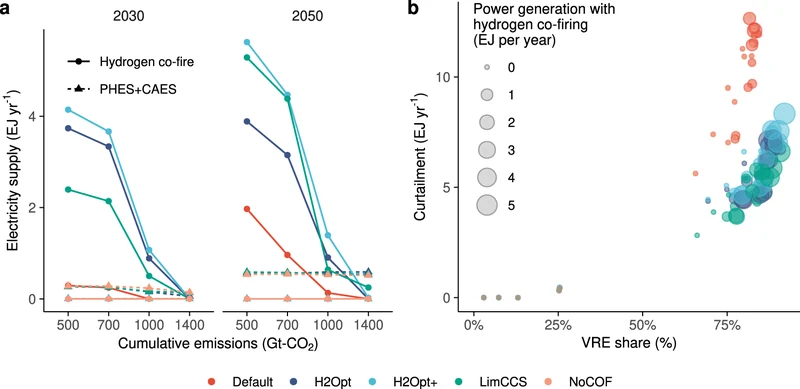 a
2030
2050
Hydrogen co-fire
PHES+CAES
Electricity supply (EJ yr-1)
4
2
0
500
700
1000
1400
500
700
1000
1400
Cumulative emissions (Gt-CO2)
b
Power generation with
hydrogen co-firing
(EJ per year)
0
1
2
3
4
5
Curtailment (EJ yr-1)
10
5
0
0%
25%
50%
75%
VRE share (%)
Default
H2Opt
H2Opt+
LimCCS
NoCOF